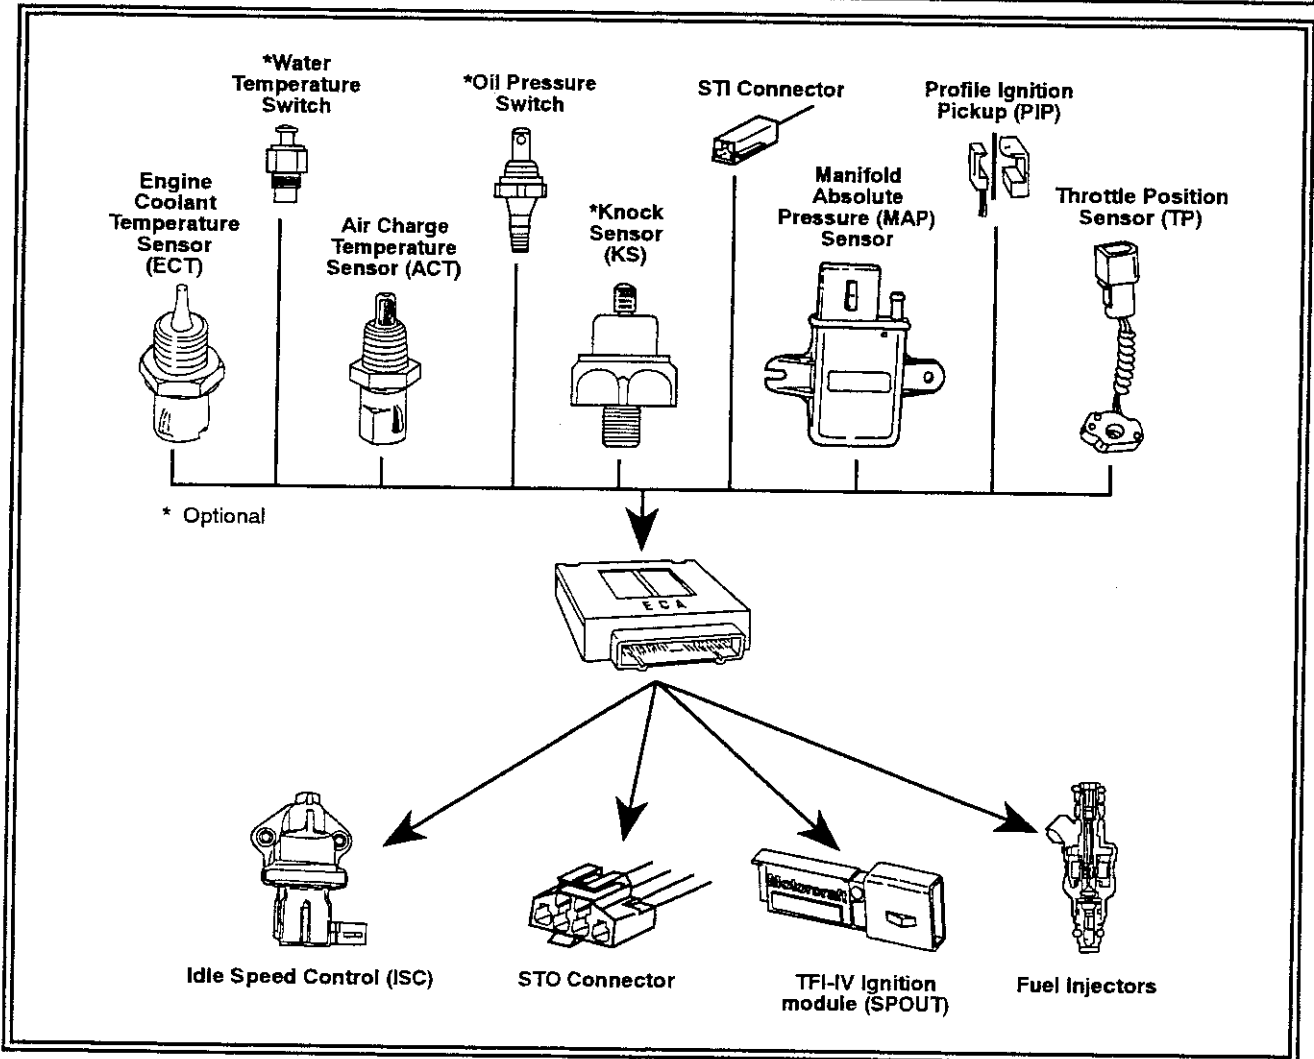 *Water
Temperature
Switch
*Oil Pressure
Switch
STI Connector
Profile Ignition
Pickup (PIP)
Engine
Coolant
Temperature
Sensor
(ECT)
Air Charge
Temperature
Sensor (ACT)
*Knock
Sensor
(KS)
Manifold
Absolute
Pressure (MAP)
Sensor
Throttle Position
Sensor (TP)
* Optional
E C A
Motorcraft
Idle Speed Control (ISC)
STO Connector
TFI-IV Ignition
module (SPOUT)
Fuel Injectors